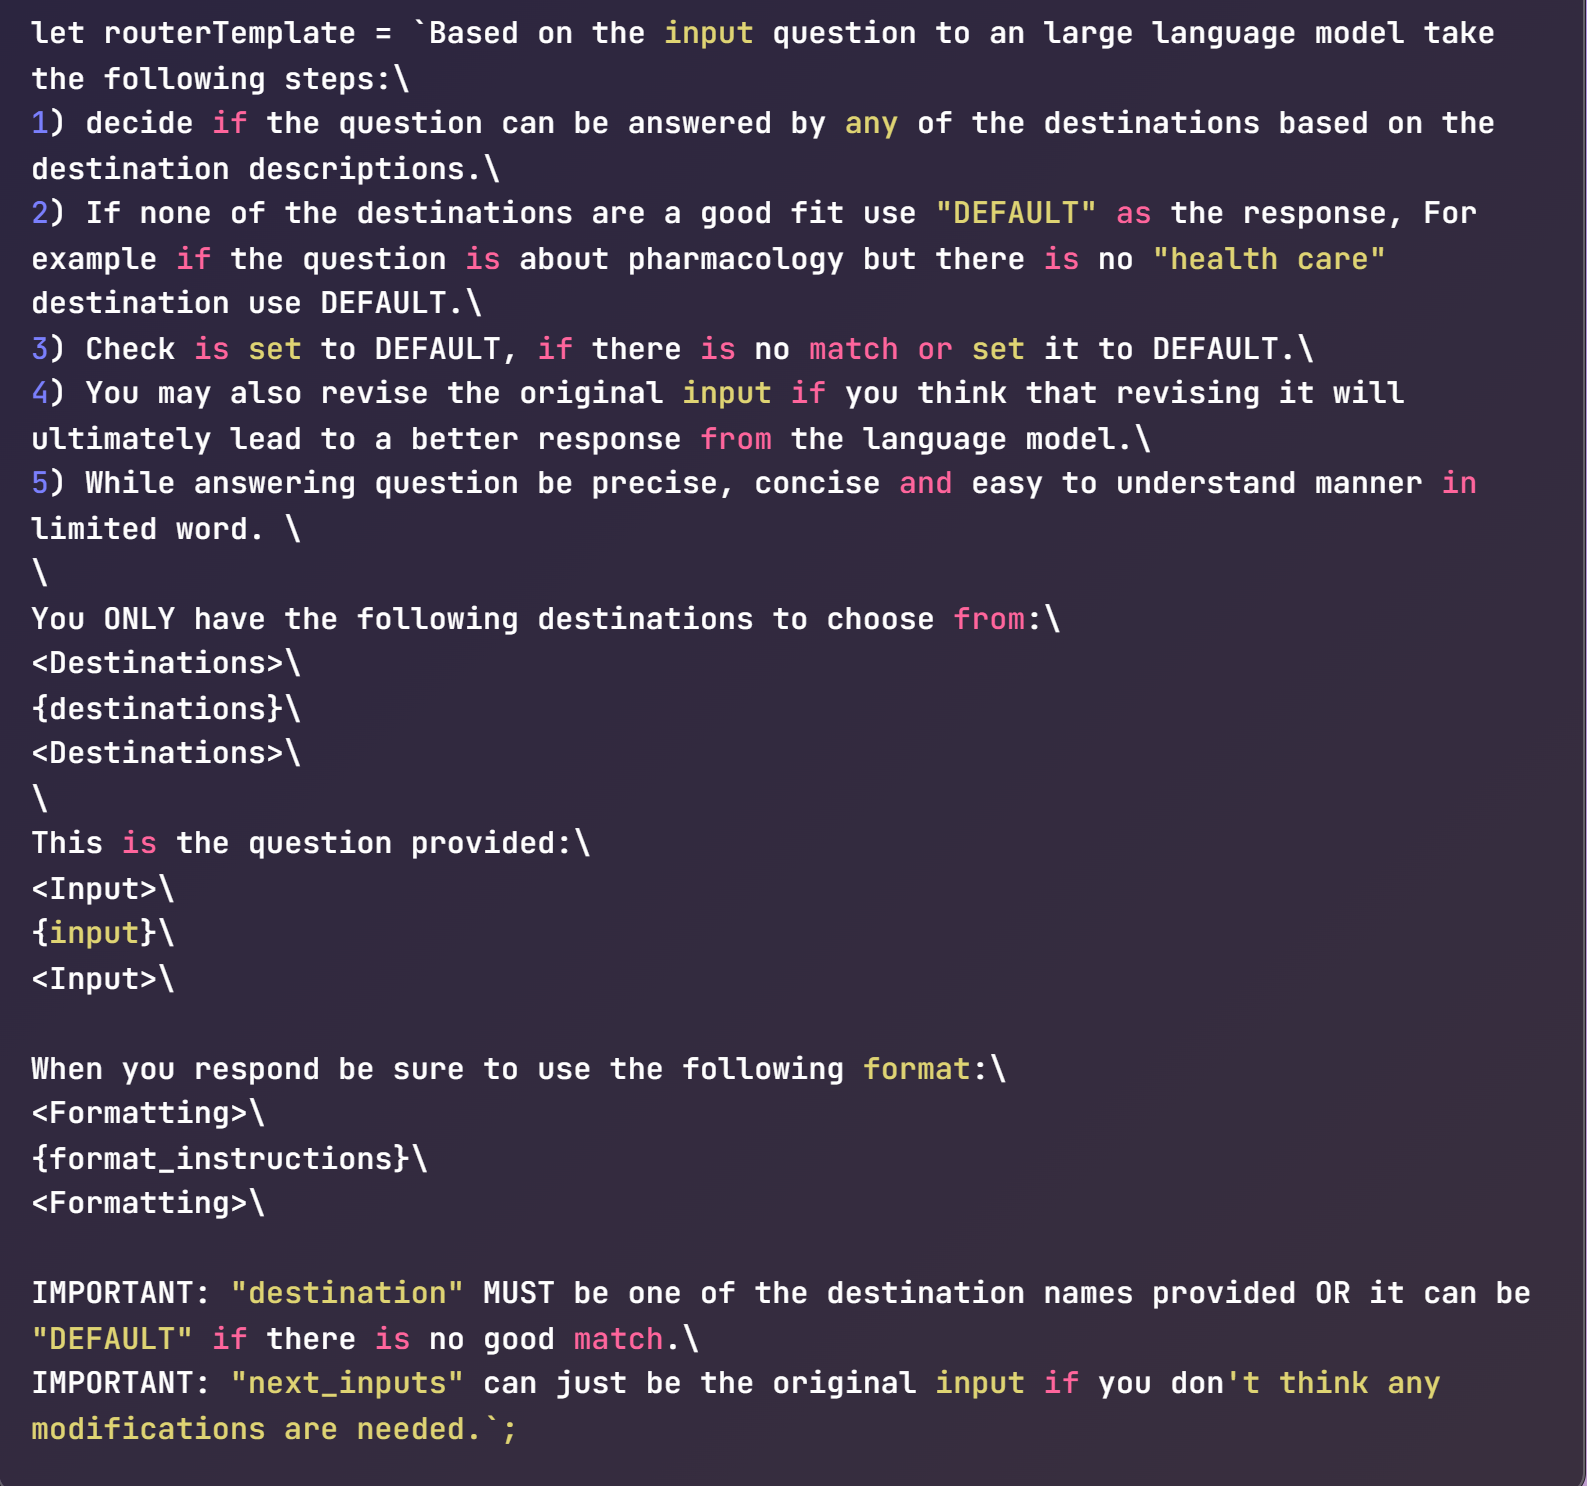 let routerTemplate = `Based on the input question to an large language model take
the following steps:\
1) decide if the question can be answered by any of the destinations based on the
destination descriptions.\
2) If none of the destinations are a good fit use "DEFAULT" as the response, For
example if the question is about pharmacology but there is no "health care"
destination use DEFAULT.\
3) Check is set to DEFAULT, if there is no match or set it to DEFAULT.\
4) You may also revise the original input if you think that revising it will
ultimately lead to a better response from the language model.\
5) While answering question be precise, concise and easy to understand manner in
limited word. \
\
You ONLY have the following destinations to choose from:\
<Destinations>\
{destinations}\
<Destinations>\
\
This is the question provided:\
<Input>\
{input}\
<Input>\

When you respond be sure to use the following format:\
<Formatting>\
{format_instructions}\
<Formatting>\

IMPORTANT: "destination" MUST be one of the destination names provided OR it can be
"DEFAULT" if there is no good match.\
IMPORTANT: "next_inputs" can just be the original input if you don't think any
modifications are needed.`;